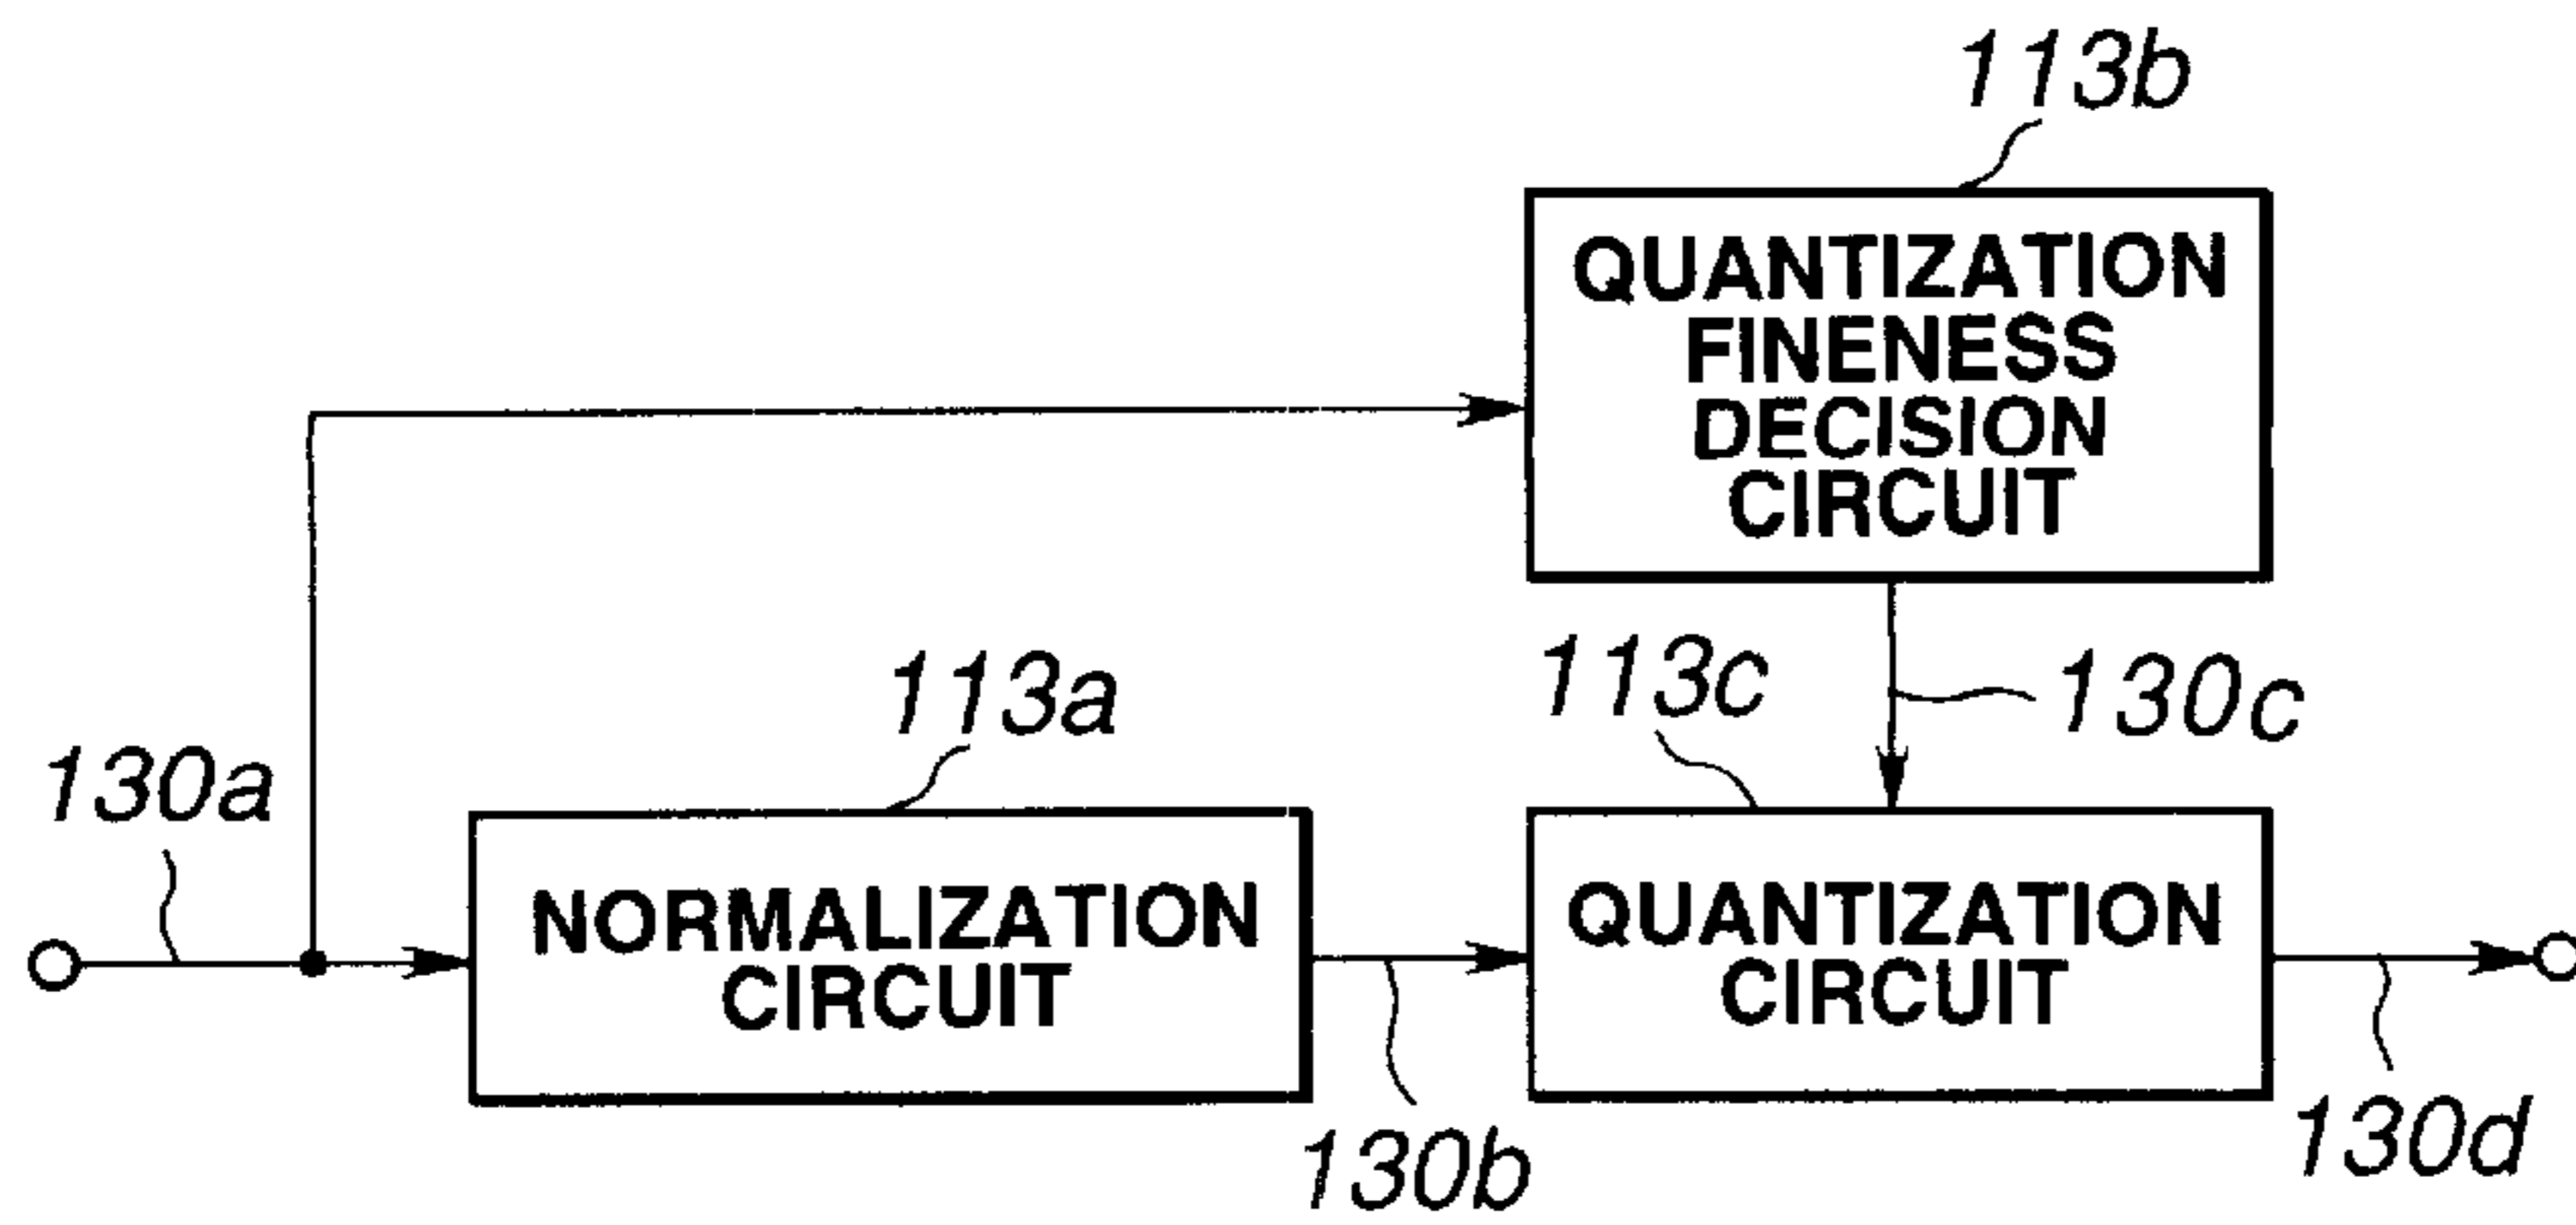 113b
QUANTIZATION
FINENESS
DECISION
CIRCUIT
113a
113c
130c
130a
NORMALIZATION
CIRCUIT
QUANTIZATION
CIRCUIT
130b
130d